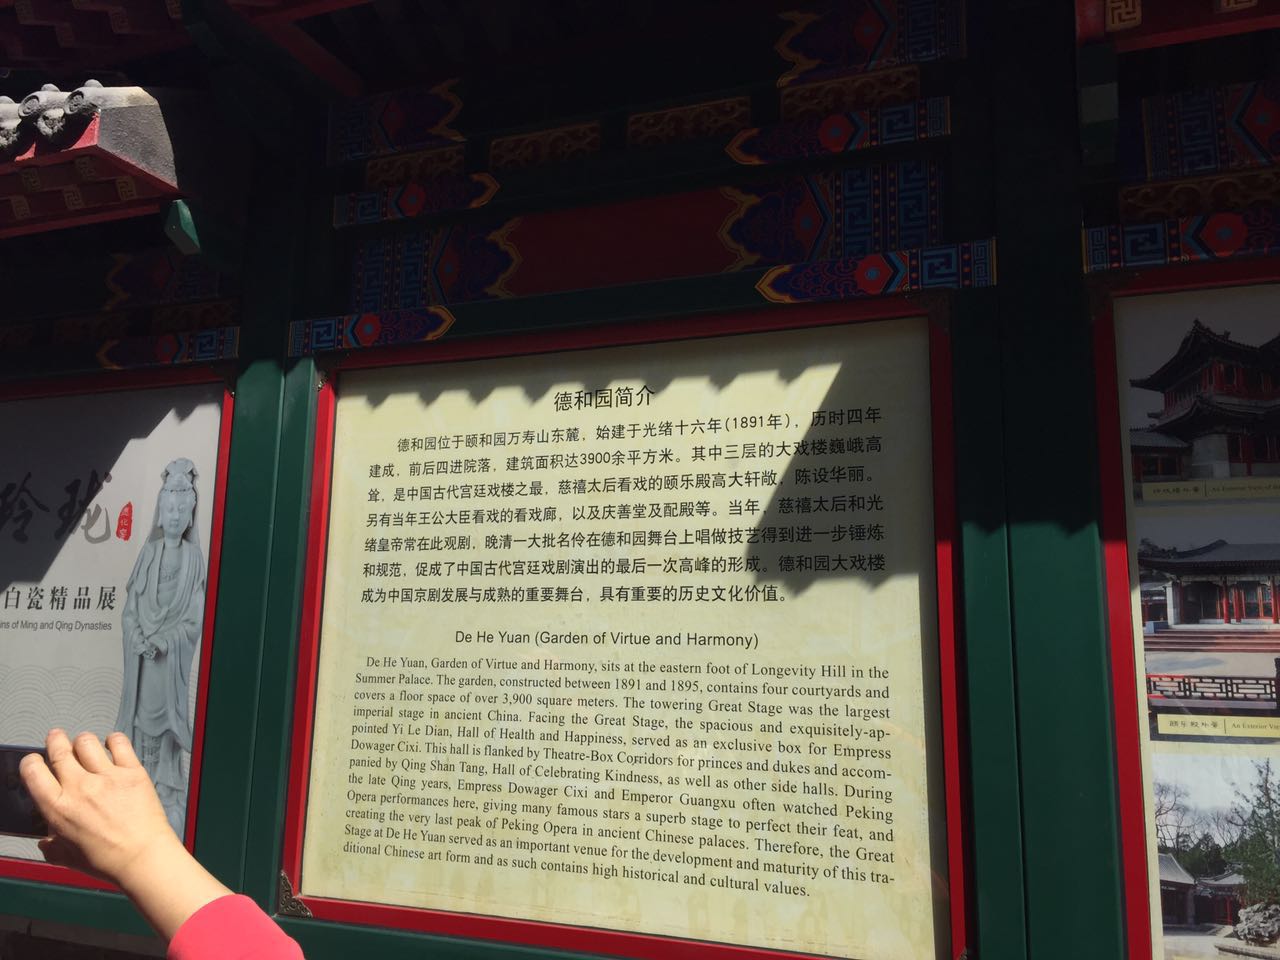 德和园简介
德和园位于颐和园万寿山东麓，始建于光绪十六年(1891年)，历时四年
建成，前后四进院落，建筑面积达3900余平方米。其中三层的大戏楼巍峨高
耸，是中国古代宫廷戏楼之最，慈禧太后看戏的颐乐殿高大轩敞，陈设华丽。
另有当年王公大臣看戏的看戏廊，以及庆善堂及配殿等。当年，慈禧太后和光
绪皇帝常在此观剧，晚清一大批名伶在德和园舞台上唱做技艺得到进一步锤炼
和规范，促成了中国古代宫廷戏剧演出的最后一次高峰的形成。德和园大戏楼
成为中国京剧发展与成熟的重要舞台，具有重要的历史文化价值。
De He Yuan (Garden of Virtue and Harmony)
De He Yuan, Garden of Virtue and Harmony, sits at the eastern foot of Longevity Hill in the
Summer Palace. The garden, constructed between 1891 and 1895, contains four courtyards and
covers a floor space of over 3,900 square meters. The towering Great Stage was the largest
imperial stage in ancient China. Facing the Great Stage, the spacious and exquisitely-ap-
pointed Yi Le Dian, Hall of Health and Happiness, served as an exclusive box for Empress
Dowager Cixi. This hall is flanked by Theatre-Box Corridors for princes and dukes and accom-
panied by Qing Shan Tang, Hall of Celebrating Kindness, as well as other side halls. During
the late Qing years, Empress Dowager Cixi and Emperor Guangxu often watched Peking
Opera performances here, giving many famous stars a superb stage to perfect their feat, and
creating the very last peak of Peking Opera in ancient Chinese palaces. Therefore, the Great
Stage at De He Yuan served as an important venue for the development and maturity of this tra-
ditional Chinese art form and as such contains high historical and cultural values.
玲珑
德化窑
白瓷精品展
of Ming and Qing Dynasties
An Exterior View of
颐乐殿外景
An Exterior